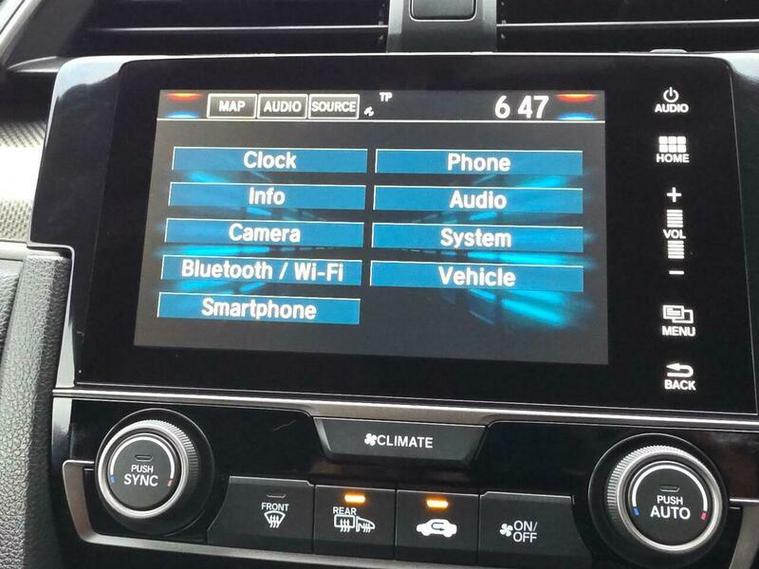 MAP AUDIO SOURCE TP 6 47
Clock Phone
Info Audio
Camera System
Bluetooth / Wi-Fi Vehicle
Smartphone
AUDIO
HOME
+
VOL
−
MENU
BACK
CLIMATE
PUSH
SYNC
FRONT
REAR
ON/
OFF
PUSH
AUTO